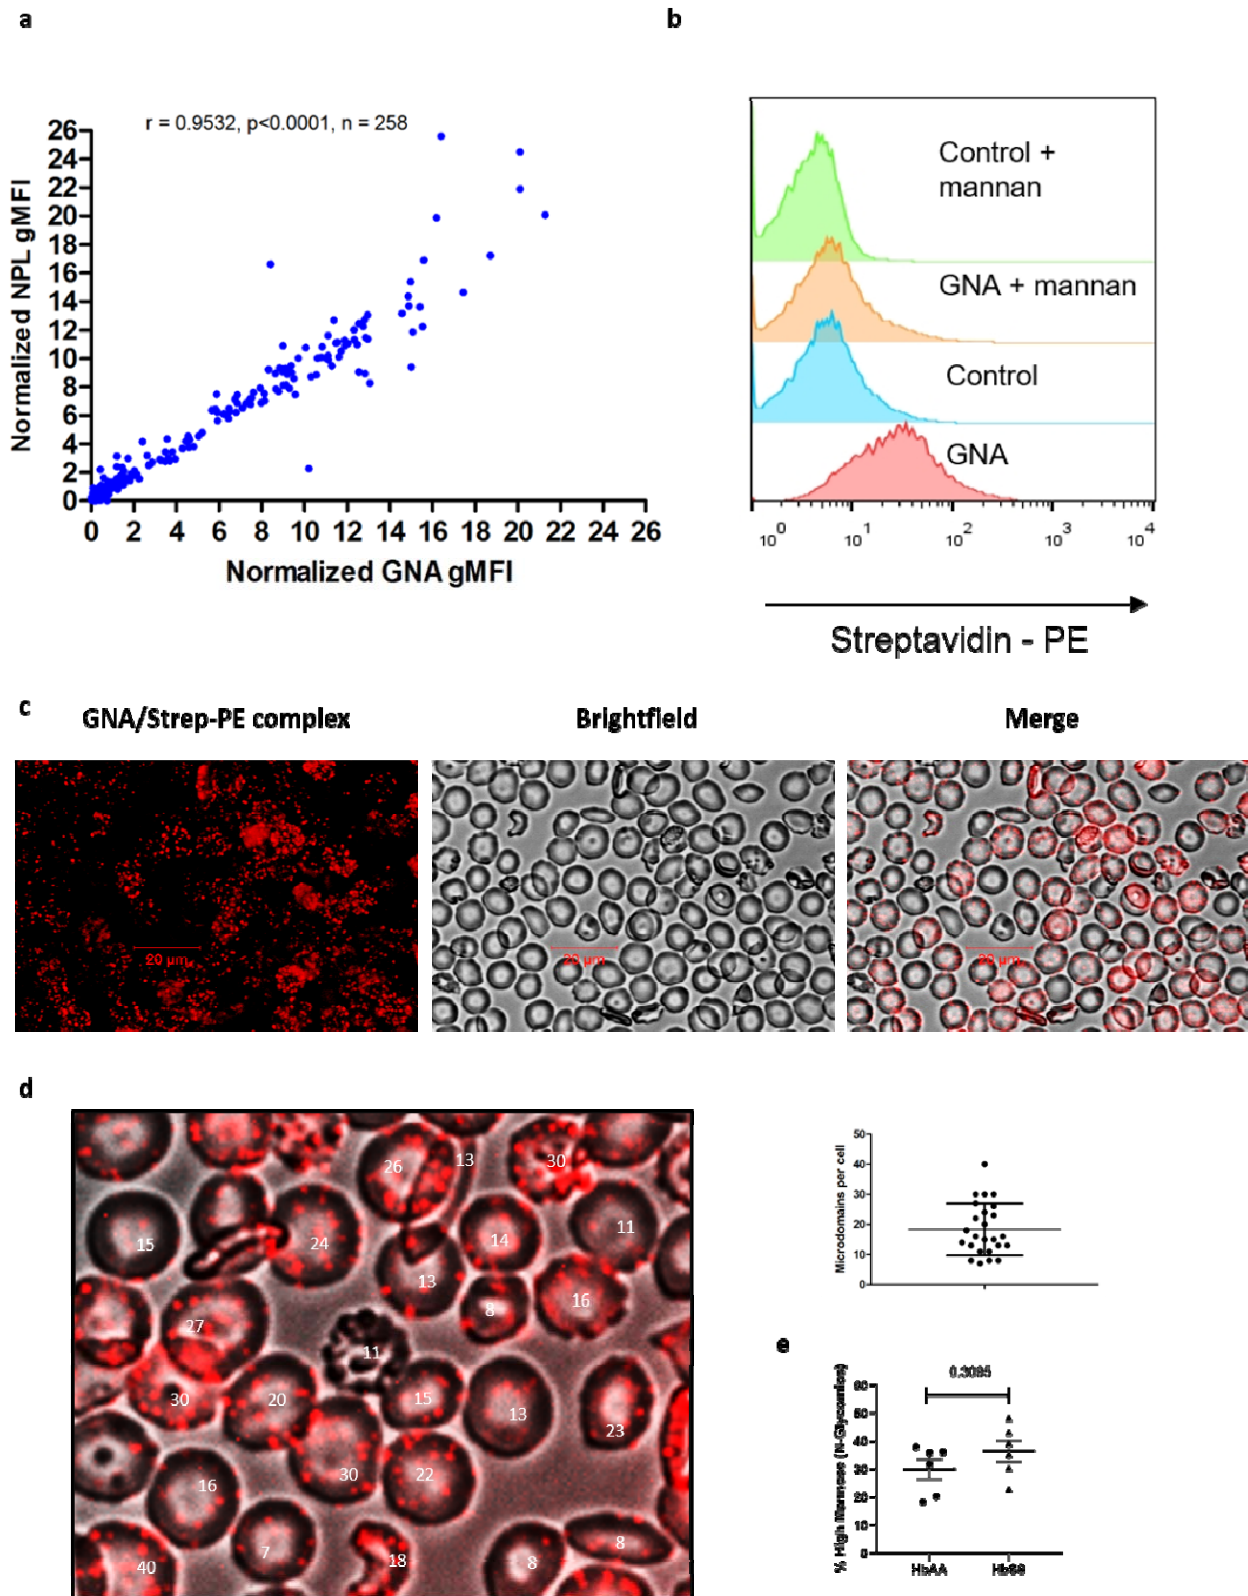 a
r = 0.9532, p<0.0001, n = 258
26
24
22
20
18
16
14
12
10
8
6
4
2
0
0 2 4 6 8 10 12 14 16 18 20 22 24 26
Normalized NPL gMFI
Normalized GNA gMFI
b
Control +
mannan
GNA + mannan
Control
GNA
10^0 10^1 10^2 10^3 10^4
Streptavidin - PE
c
GNA/Strep-PE complex
Brightfield
Merge
20 µm
20 µm
20 µm
d
26 13 30
15 24 14 11
13 8 16
27 11
30 20 15 13 23
16 30 22
7 18 8 8
40
Microdomains per cell
50
40
30
20
10
0
e
0.3095
% High Mannose (N-Glycomics)
60
50
40
30
20
10
0
HbAA HbSS